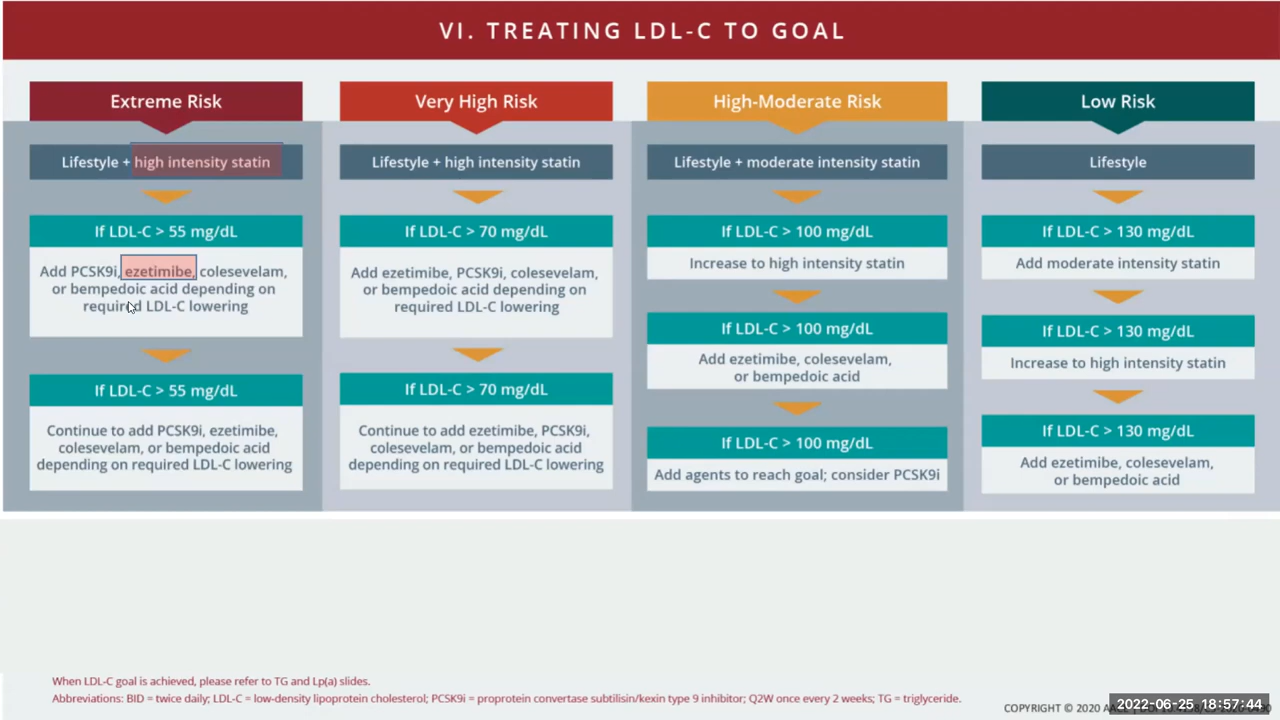 VI. TREATING LDL-C TO GOAL
Extreme Risk
Lifestyle + high intensity statin
If LDL-C > 55 mg/dL
Add PCSK9i, ezetimibe, colesevelam,
or bempedoic acid depending on
required LDL-C lowering
If LDL-C > 55 mg/dL
Continue to add PCSK9i, ezetimibe,
colesevelam, or bempedoic acid
depending on required LDL-C lowering
Very High Risk
Lifestyle + high intensity statin
If LDL-C > 70 mg/dL
Add ezetimibe, PCSK9i, colesevelam,
or bempedoic acid depending on
required LDL-C lowering
If LDL-C > 70 mg/dL
Continue to add ezetimibe, PCSK9i,
colesevelam, or bempedoic acid
depending on required LDL-C lowering
High-Moderate Risk
Lifestyle + moderate intensity statin
If LDL-C > 100 mg/dL
Increase to high intensity statin
If LDL-C > 100 mg/dL
Add ezetimibe, colesevelam,
or bempedoic acid
If LDL-C > 100 mg/dL
Add agents to reach goal; consider PCSK9i
Low Risk
Lifestyle
If LDL-C > 130 mg/dL
Add moderate intensity statin
If LDL-C > 130 mg/dL
Increase to high intensity statin
If LDL-C > 130 mg/dL
Add ezetimibe, colesevelam,
or bempedoic acid
When LDL-C goal is achieved, please refer to TG and Lp(a) slides.
Abbreviations: BID = twice daily; LDL-C = low-density lipoprotein cholesterol; PCSK9i = proprotein convertase subtilisin/kexin type 9 inhibitor; Q2W once every 2 weeks; TG = triglyceride.
COPYRIGHT © 2020
2022-06-25 18:57:44